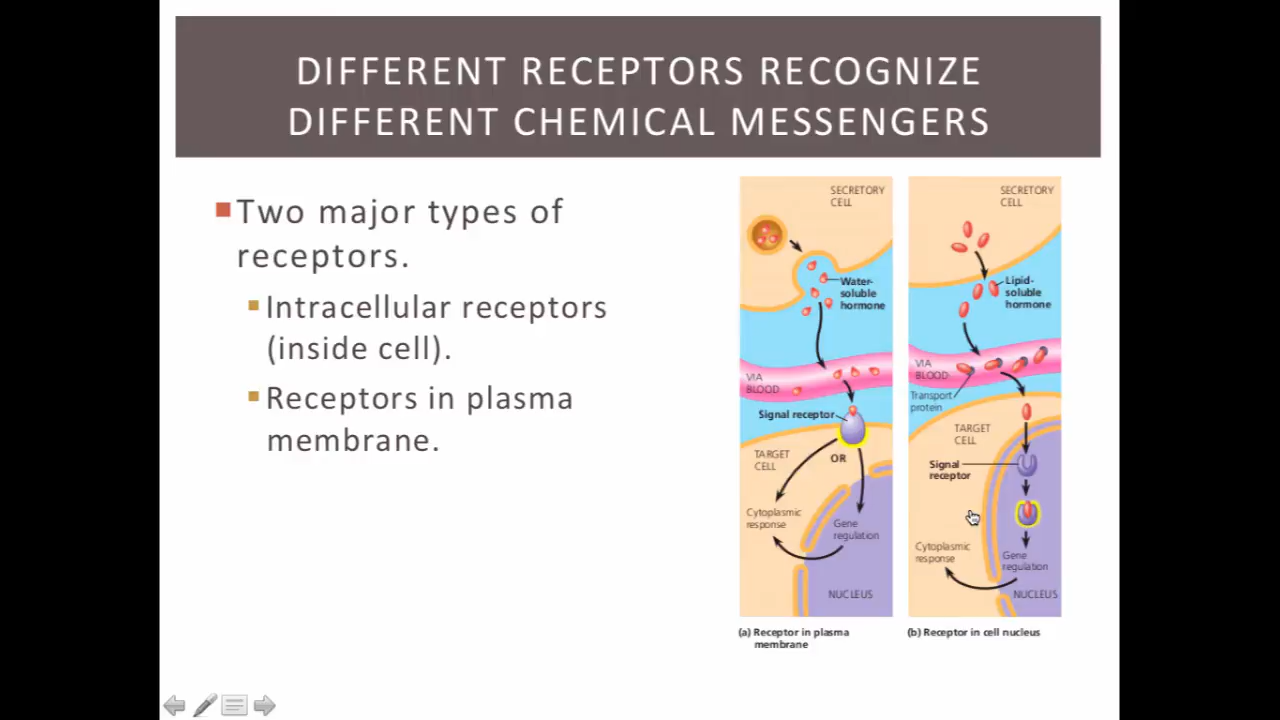 DIFFERENT RECEPTORS RECOGNIZE
DIFFERENT CHEMICAL MESSENGERS
Two major types of
receptors.
Intracellular receptors
(inside cell).
Receptors in plasma
membrane.
SECRETORY
CELL
Water-
soluble
hormone
VIA
BLOOD
Signal receptor
TARGET
CELL
OR
Cytoplasmic
response
Gene
regulation
NUCLEUS
(a) Receptor in plasma
membrane
SECRETORY
CELL
Lipid-
soluble
hormone
VIA
BLOOD
Transport
protein
TARGET
CELL
Signal
receptor
Cytoplasmic
response
Gene
regulation
NUCLEUS
(b) Receptor in cell nucleus